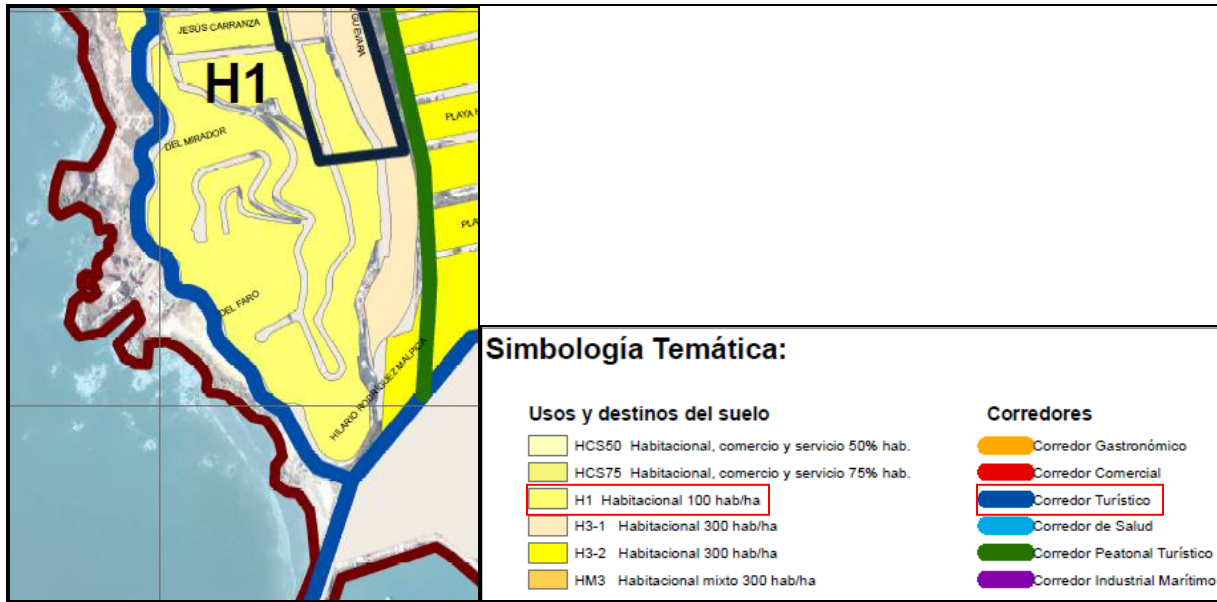 JESÚS CARRANZA
GUEVARA
H1
PLAYA
DEL MIRADOR
DEL FARO
HILARIO RODRÍGUEZ MALPICA
Simbología Temática:
Usos y destinos del suelo
HCS50 Habitacional, comercio y servicio 50% hab.
HCS75 Habitacional, comercio y servicio 75% hab.
H1 Habitacional 100 hab/ha
H3-1 Habitacional 300 hab/ha
H3-2 Habitacional 300 hab/ha
HM3 Habitacional mixto 300 hab/ha
Corredores
Corredor Gastronómico
Corredor Comercial
Corredor Turístico
Corredor de Salud
Corredor Peatonal Turístico
Corredor Industrial Marítimo